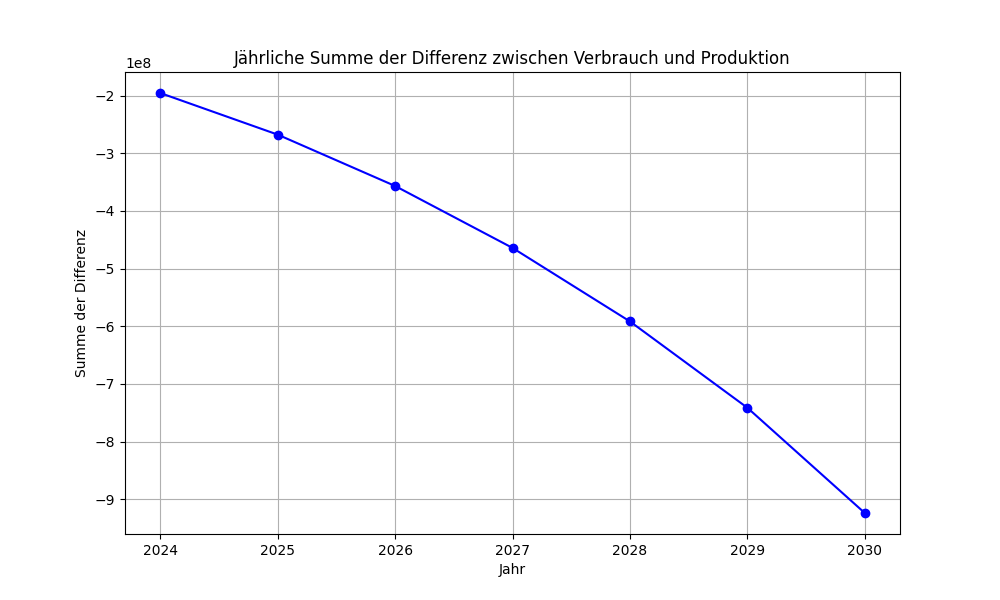 Jährliche Summe der Differenz zwischen Verbrauch und Produktion
1e8
−2
−3
−4
−5
−6
−7
−8
−9
Summe der Differenz
2024 2025 2026 2027 2028 2029 2030
Jahr